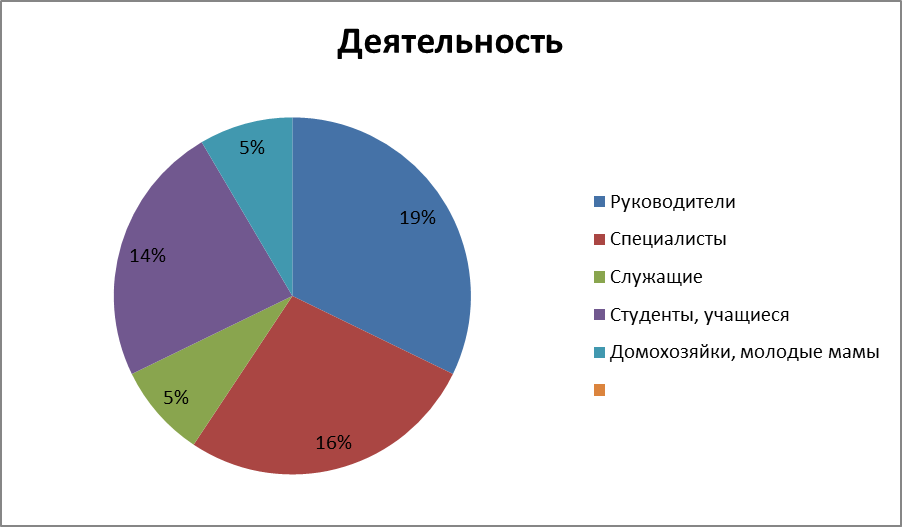 Деятельность
5%
19%
14%
5%
16%
Руководители
Специалисты
Служащие
Студенты, учащиеся
Домохозяйки, молодые мамы